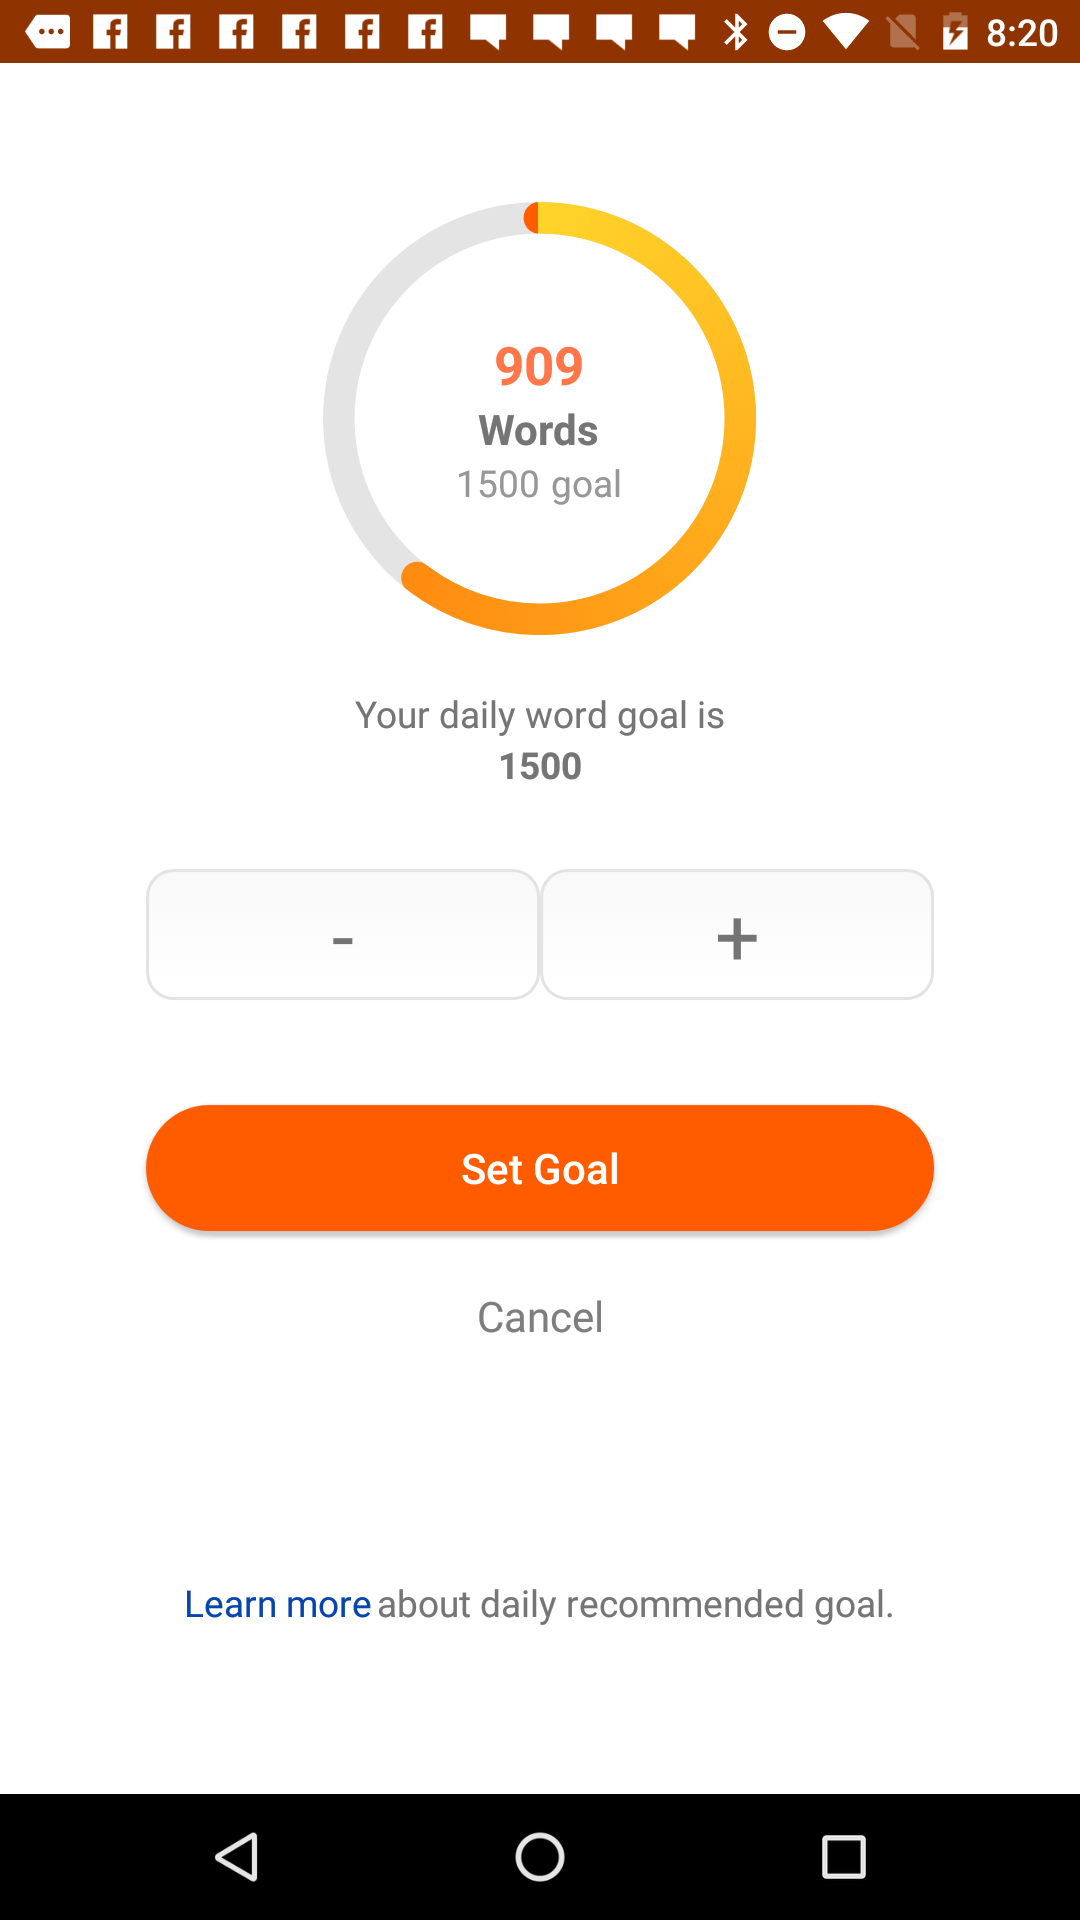 8:20
909
Words
1500 goal
Your daily word goal is
1500
- +
Set Goal
Cancel
Learn more about daily recommended goal.